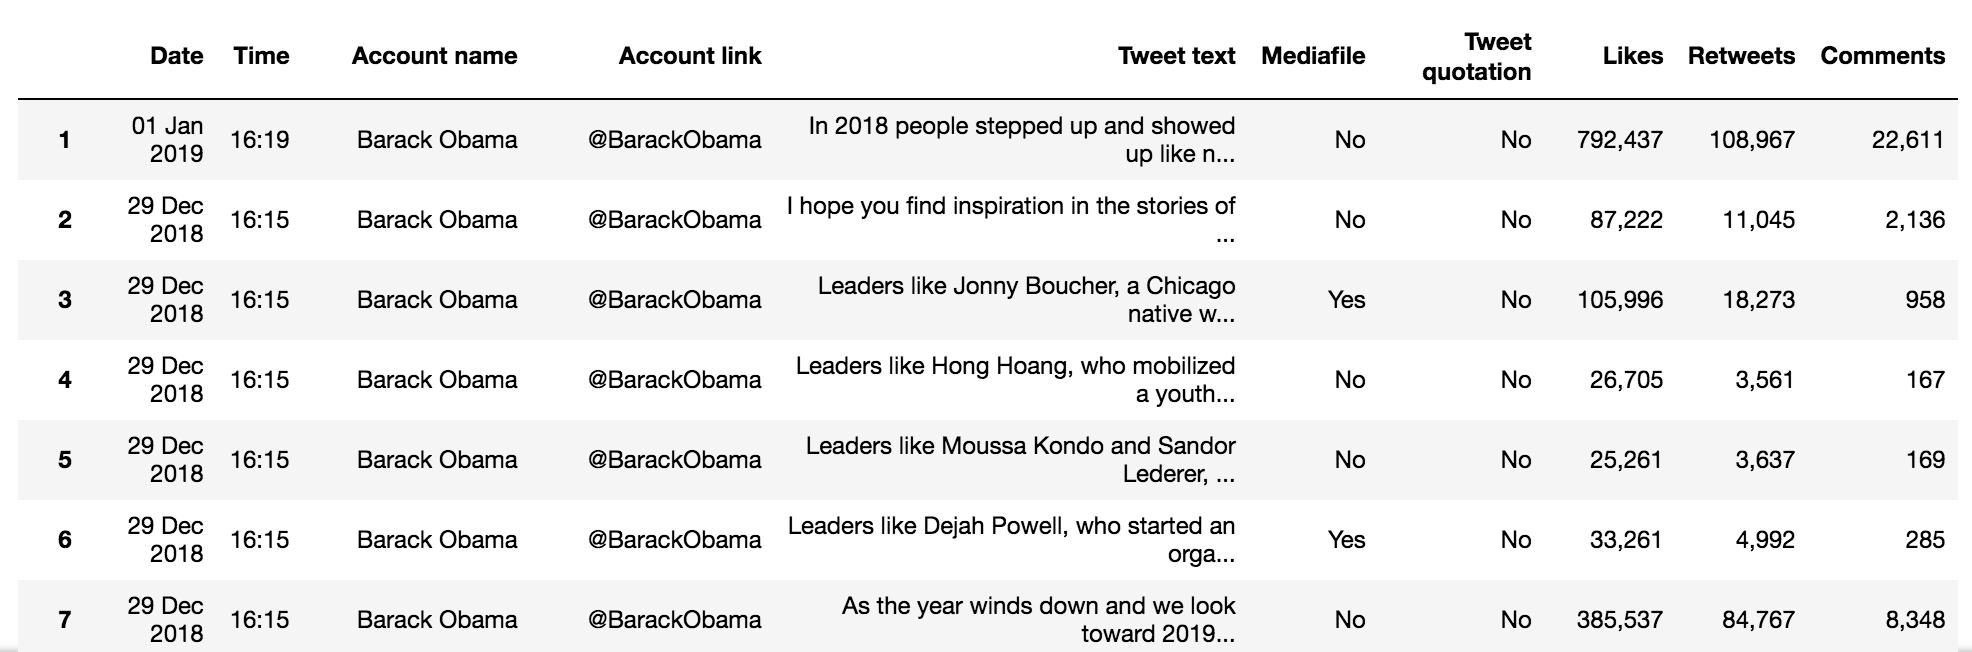 Date Time Account name Account link Tweet text Mediafile Tweet quotation Likes Retweets Comments
1 01 Jan 2019 16:19 Barack Obama @BarackObama In 2018 people stepped up and showed up like n... No No 792,437 108,967 22,611
2 29 Dec 2018 16:15 Barack Obama @BarackObama I hope you find inspiration in the stories of ... No No 87,222 11,045 2,136
3 29 Dec 2018 16:15 Barack Obama @BarackObama Leaders like Jonny Boucher, a Chicago native w... Yes No 105,996 18,273 958
4 29 Dec 2018 16:15 Barack Obama @BarackObama Leaders like Hong Hoang, who mobilized a youth... No No 26,705 3,561 167
5 29 Dec 2018 16:15 Barack Obama @BarackObama Leaders like Moussa Kondo and Sandor Lederer, ... No No 25,261 3,637 169
6 29 Dec 2018 16:15 Barack Obama @BarackObama Leaders like Dejah Powell, who started an orga... Yes No 33,261 4,992 285
7 29 Dec 2018 16:15 Barack Obama @BarackObama As the year winds down and we look toward 2019... No No 385,537 84,767 8,348